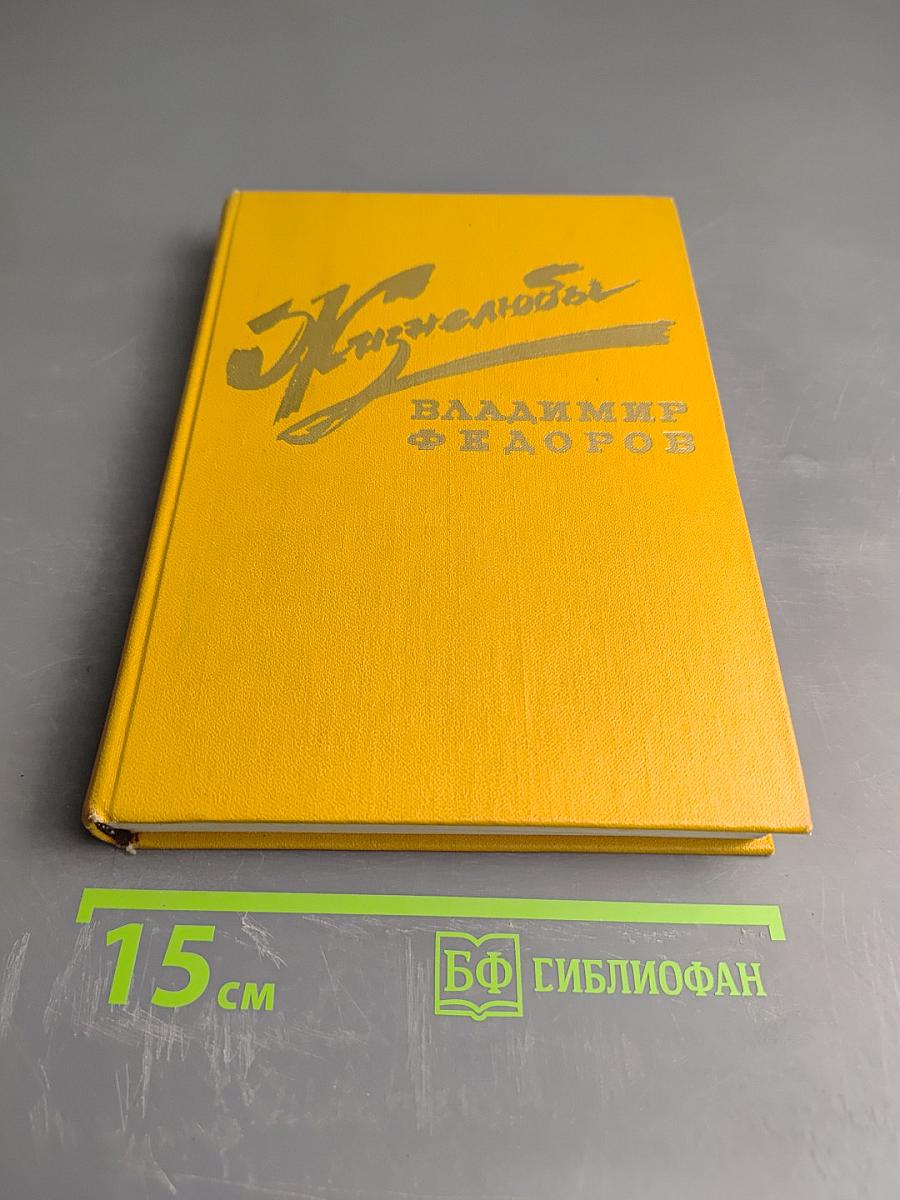 Жизнелюбы
ВЛАДИМИР
ФЕДОРОВ
15 см
БФ БИБЛИОФАН